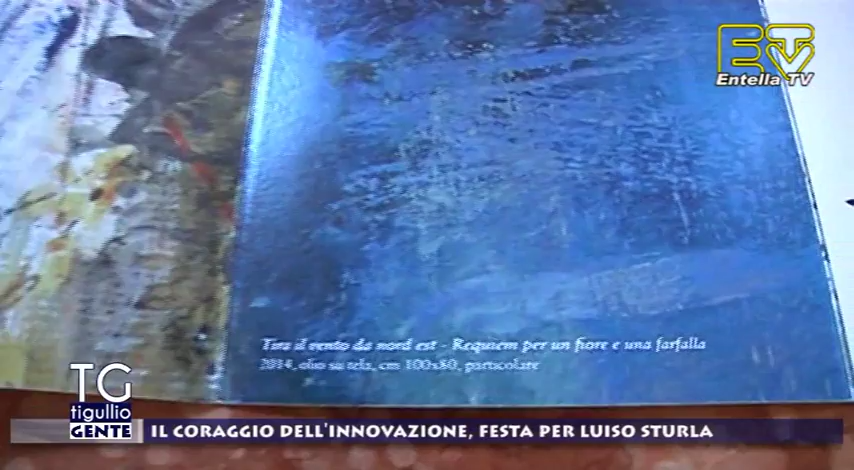 ETV
Entella TV
Tira il vento da nord est - Requiem per un fiore e una farfalla
2014, olio su tela, cm 100x80, particolare
TG
tigullio
GENTE
IL CORAGGIO DELL'INNOVAZIONE, FESTA PER LUISO STURLA